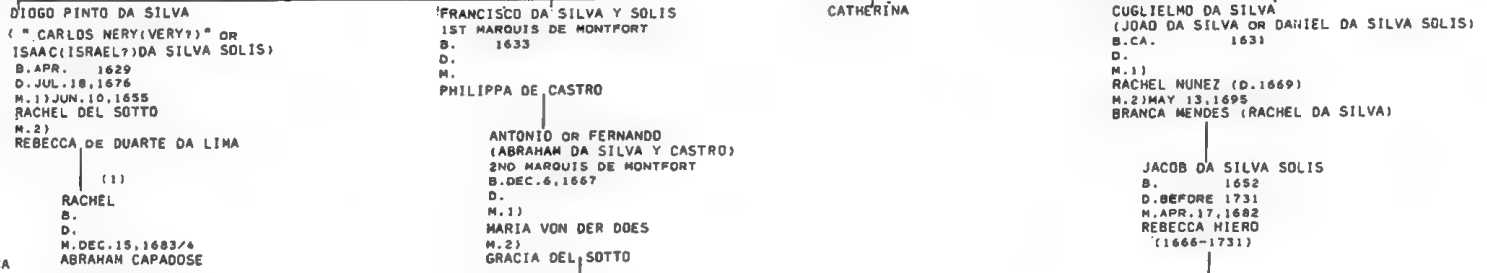 DIOGO PINTO DA SILVA
( ".CARLOS NERY(VERY?)" OR
ISAAC(ISRAEL?)DA SILVA SOLIS)
B.APR. 1629
D.JUL.18,1676
M.1)JUN.10,1655
RACHEL DEL SOTTO
M.2)
REBECCA DE DUARTE DA LIMA
(1)
RACHEL
B.
D.
M.DEC.15,1683/4
ABRAHAM CAPADOSE
FRANCISCO DA SILVA Y SOLIS
1ST MARQUIS DE MONTFORT
B. 1633
D.
M.
PHILIPPA DE CASTRO
ANTONIO OR FERNANDO
(ABRAHAM DA SILVA Y CASTRO)
2ND MARQUIS DE MONTFORT
B.DEC.6,1667
D.
M.1)
MARIA VON DER DOES
M.2)
GRACIA DEL SOTTO
CATHERINA
CUGLIELMO DA SILVA
(JOAO DA SILVA OR DANIEL DA SILVA SOLIS)
B.CA. 1631
D.
M.1)
RACHEL NUNEZ (D.1669)
M.2)MAY 13,1695
BRANCA MENDES (RACHEL DA SILVA)
JACOB DA SILVA SOLIS
B. 1652
D.BEFORE 1731
M.APR.17,1682
REBECCA HIERO
(1666-1731)